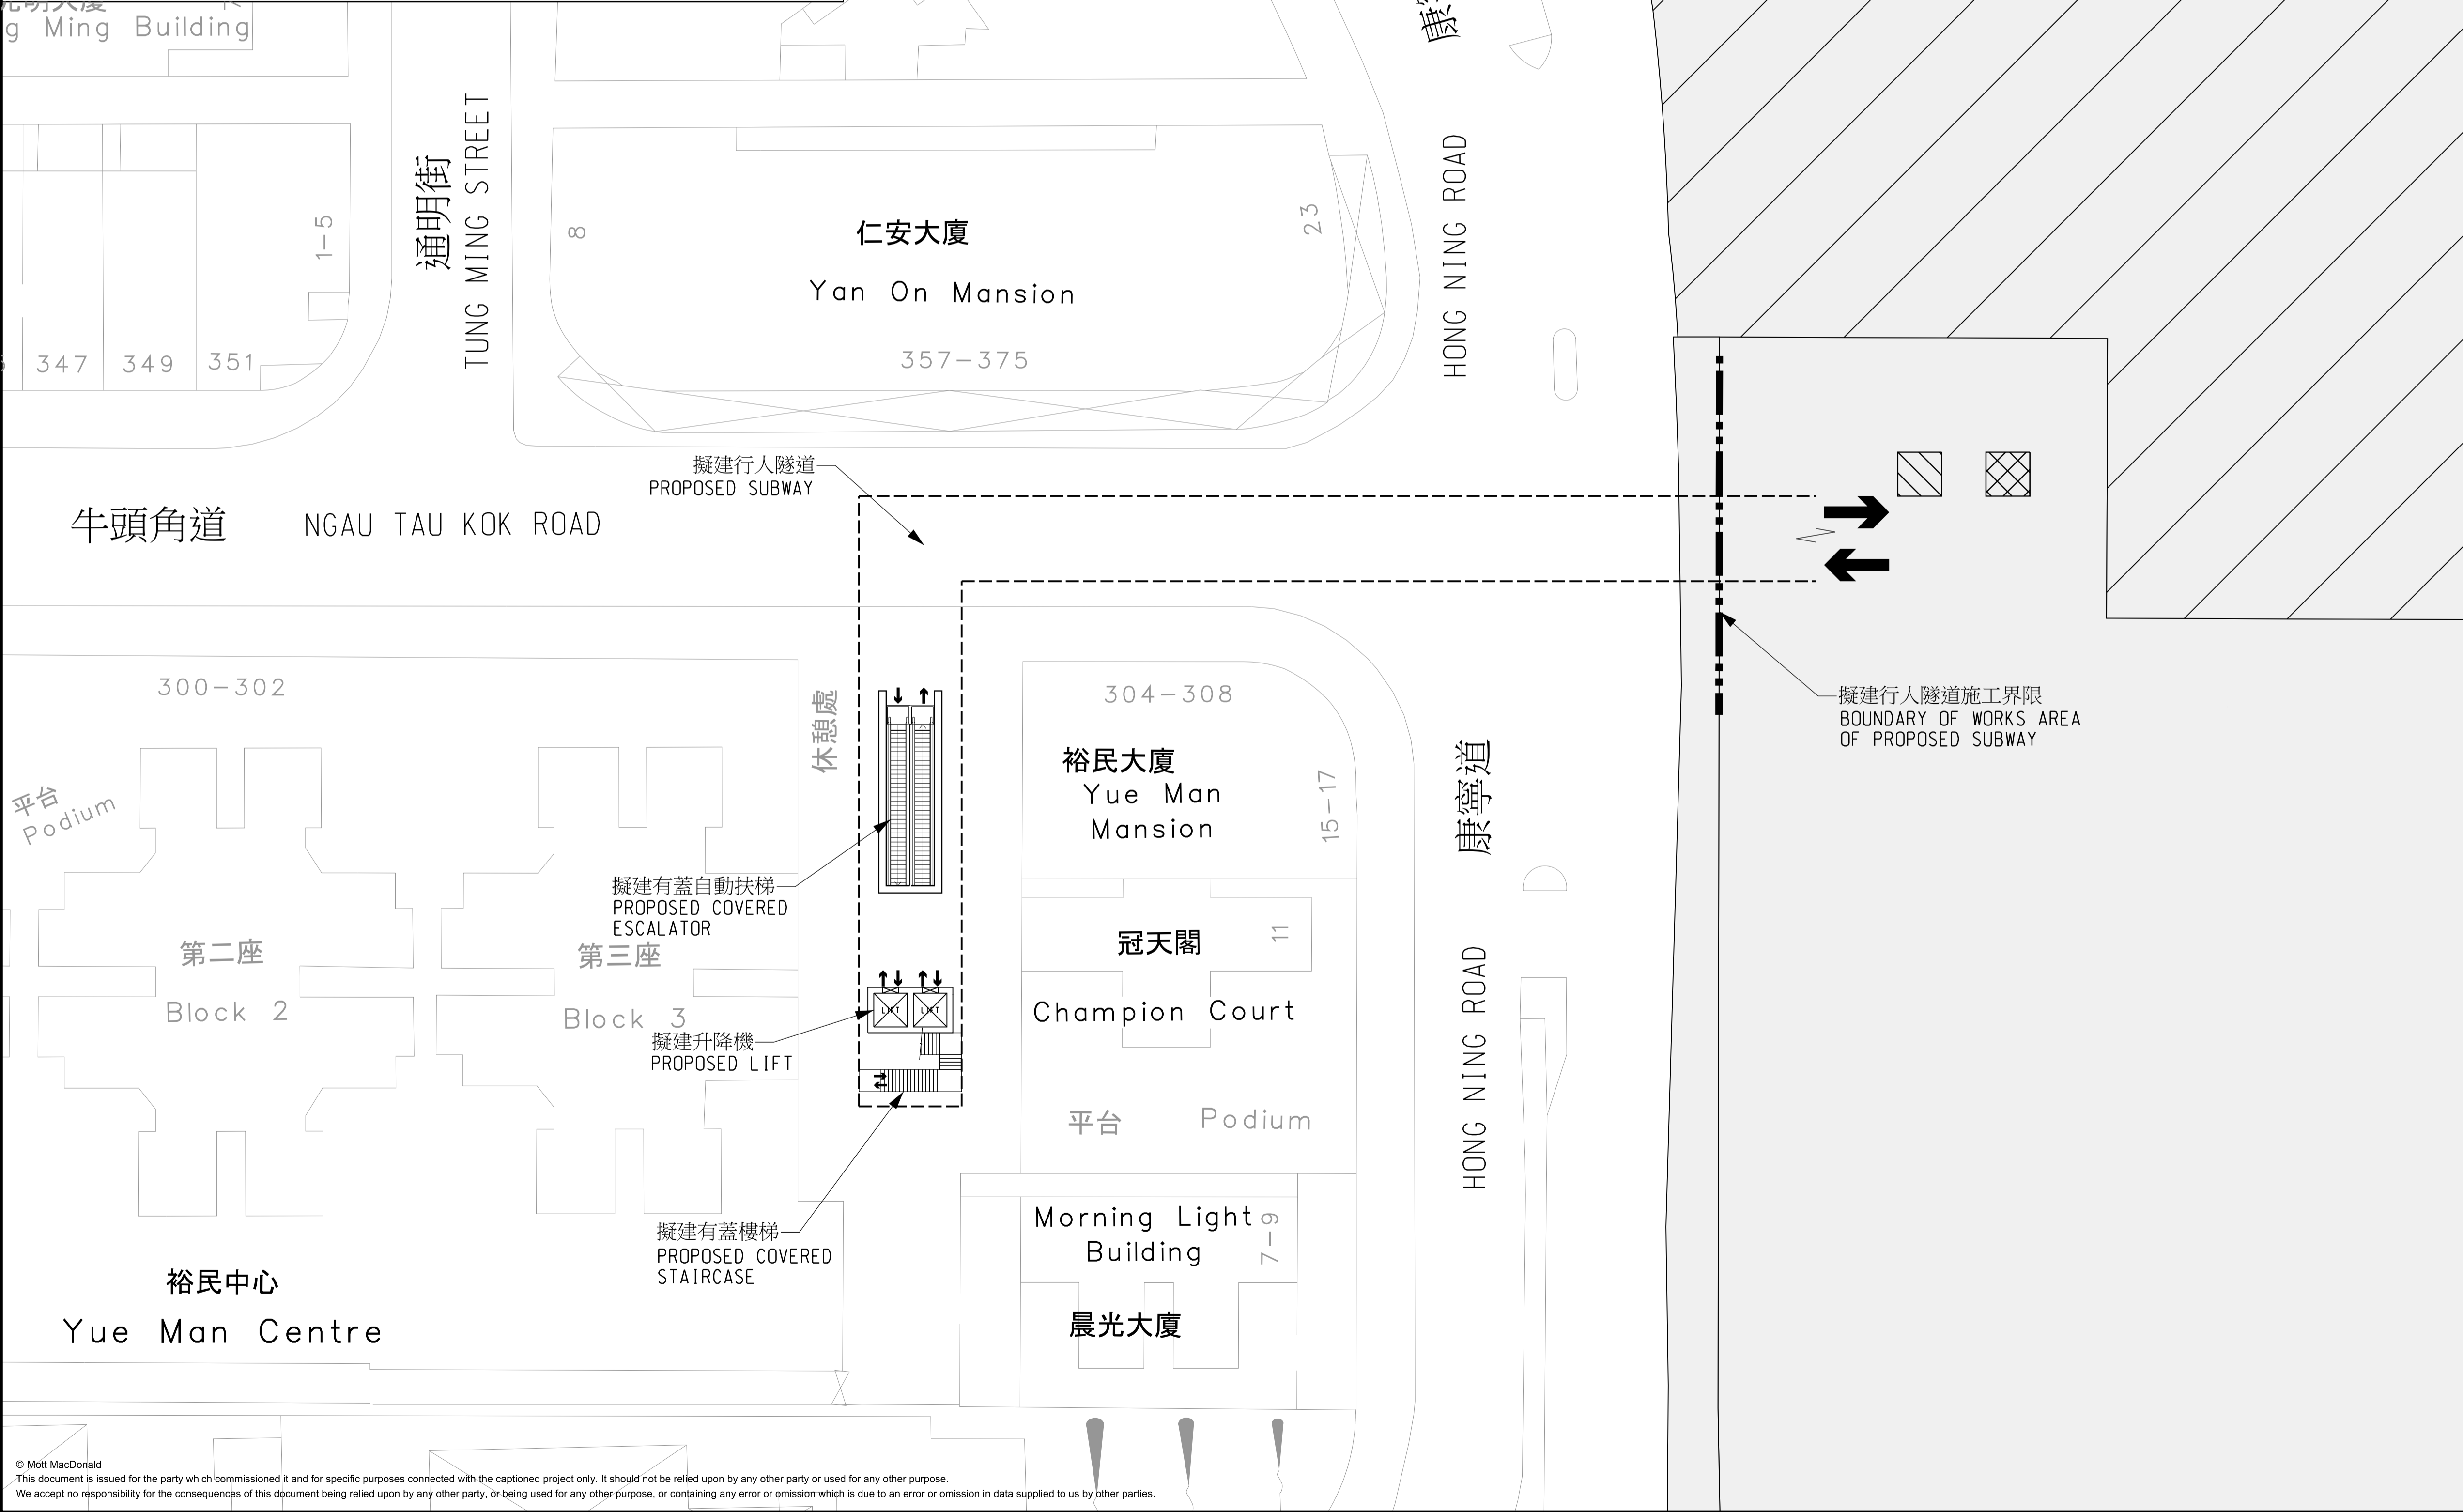 光明大廈
g Ming Building
347
349
351
1-5
通明街
TUNG MING STREET
8
仁安大廈
Yan On Mansion
23
357-375
HONG NING ROAD
擬建行人隧道
PROPOSED SUBWAY
牛頭角道
NGAU TAU KOK ROAD
300-302
休憩處
304-308
裕民大廈
Yue Man
Mansion
15-17
康寧道
擬建行人隧道施工界限
BOUNDARY OF WORKS AREA
OF PROPOSED SUBWAY
平台
Podium
擬建有蓋自動扶梯
PROPOSED COVERED
ESCALATOR
第二座
Block 2
第三座
Block 3
冠天閣
11
Champion Court
LIFT
LIFT
擬建升降機
PROPOSED LIFT
HONG NING ROAD
平台
Podium
擬建有蓋樓梯
PROPOSED COVERED
STAIRCASE
Morning Light
Building
7-9
晨光大廈
裕民中心
Yue Man Centre
© Mott MacDonald
This document is issued for the party which commissioned it and for specific purposes connected with the captioned project only. It should not be relied upon by any other party or used for any other purpose.
We accept no responsibility for the consequences of this document being relied upon by any other party, or being used for any other purpose, or containing any error or omission which is due to an error or omission in data supplied to us by other parties.